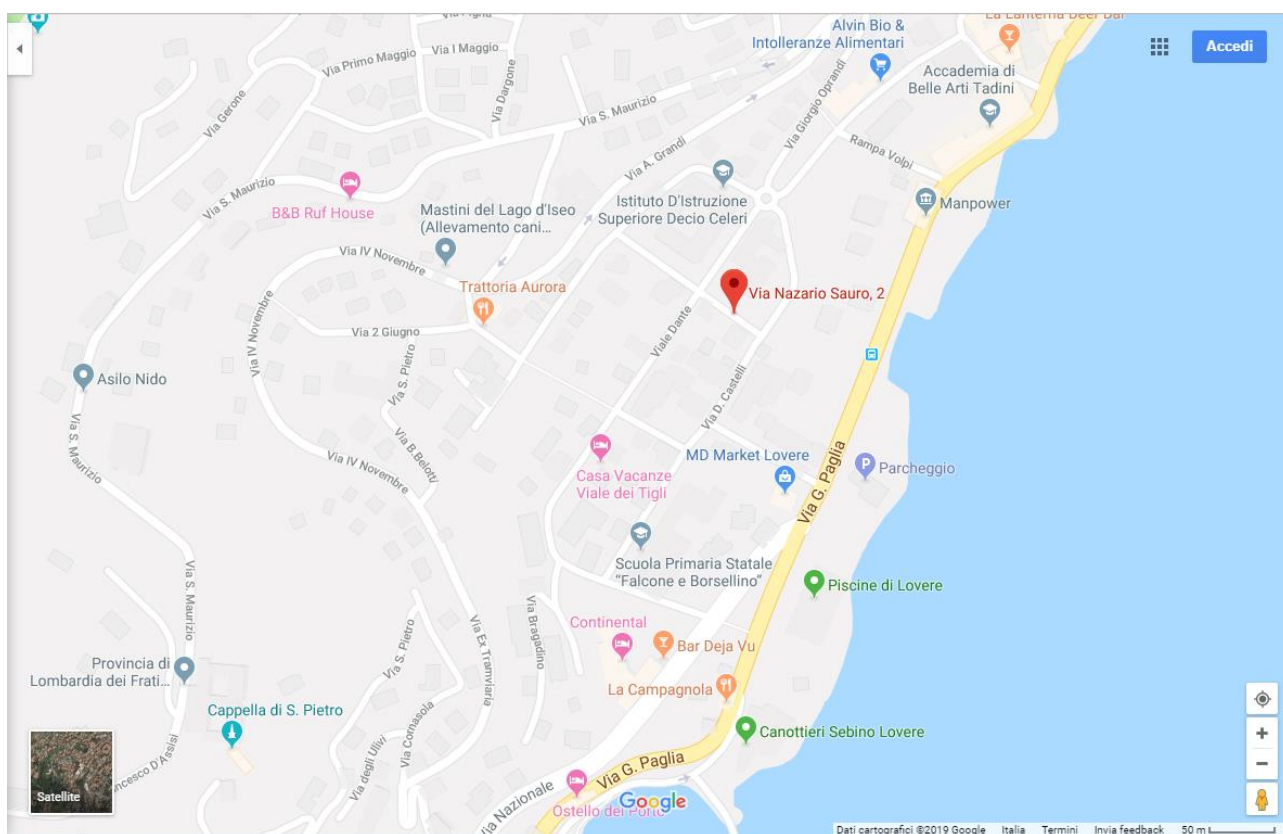 La Lanterna Beer Bar
Via Paglia
Alvin Bio &
Intolleranze Alimentari
Accedi
Via I Maggio
Via Primo Maggio
Via Dargone
Accademia di
Belle Arti Tadini
Via Gerone
Via S. Maurizio
Via Giorgio Oprandi
Rampa Volpi
Via A. Grandi
Via S. Maurizio
B&B Ruf House
Istituto D'Istruzione
Superiore Decio Celeri
Manpower
Mastini del Lago d'Iseo
(Allevamento cani...
Via IV Novembre
Trattoria Aurora
Via Nazario Sauro, 2
Via IV Novembre
Via 2 Giugno
Viale Dante
Via S. Pietro
Asilo Nido
Via D. Castelli
Via S. Maurizio
Via B. Belotti
Via IV Novembre
MD Market Lovere
Via G. Paglia
Parcheggio
Casa Vacanze
Viale dei Tigli
Scuola Primaria Statale
"Falcone e Borsellino"
Piscine di Lovere
Via S. Maurizio
Via Bragadino
Via Ex Tramviaria
Via S. Pietro
Continental
Bar Deja Vu
Provincia di
Lombardia dei Frati...
La Campagnola
Cappella di S. Pietro
Via Cornasola
Canottieri Sebino Lovere
Via degli Ulivi
ncesco D'Assisi
Via G. Paglia
Satellite
Via Nazionale
Ostello del Porto
Google
Dati cartografici ©2019 Google Italia Termini Invia feedback 50 m